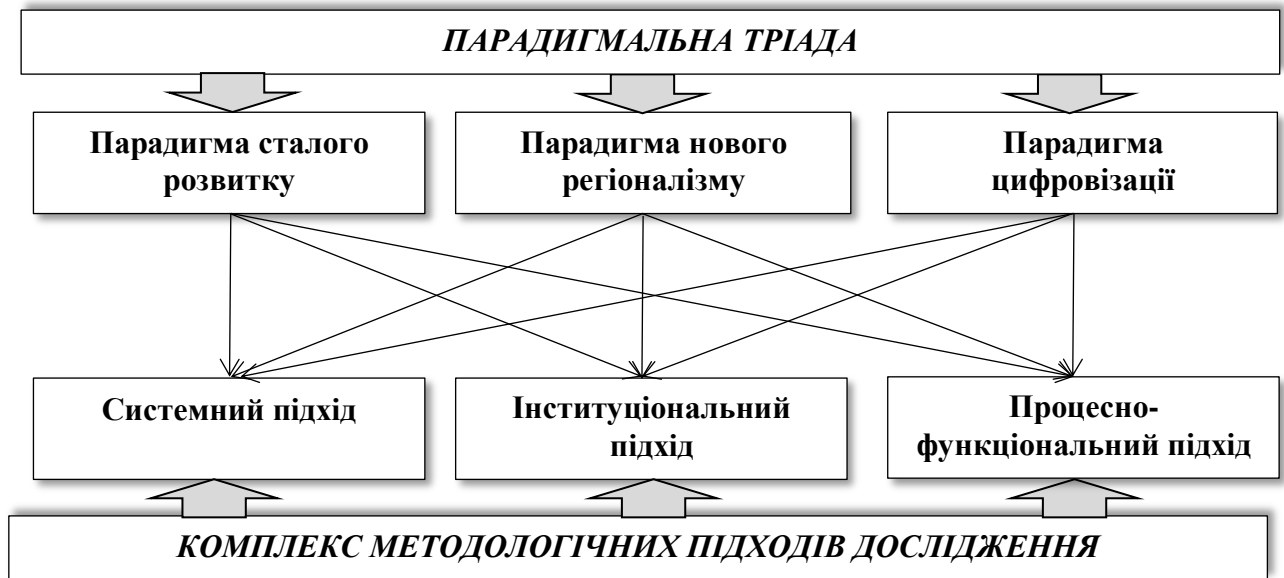 ПАРАДИГМАЛЬНА ТРІАДА
Парадигма сталого
розвитку
Парадигма нового
регіоналізму
Парадигма
цифровізації
Системний підхід
Інституціональний
підхід
Процесно-
функціональний підхід
КОМПЛЕКС МЕТОДОЛОГІЧНИХ ПІДХОДІВ ДОСЛІДЖЕННЯ